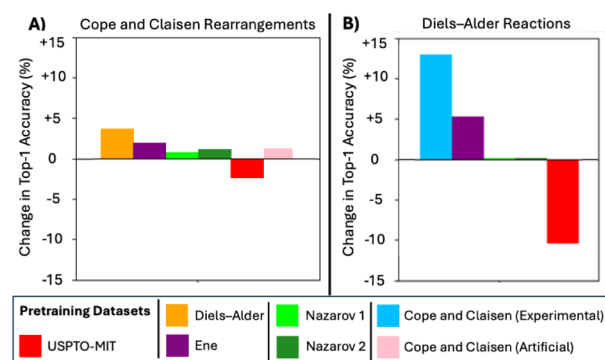 A) Cope and Claisen Rearrangements
+15
+10
+5
0
-5
-10
-15
Change in Top-1 Accuracy (%)
B) Diels–Alder Reactions
+15
+10
+5
0
-5
-10
-15
Change in Top-1 Accuracy (%)
Pretraining Datasets
USPTO-MIT
Diels–Alder
Ene
Nazarov 1
Nazarov 2
Cope and Claisen (Experimental)
Cope and Claisen (Artificial)